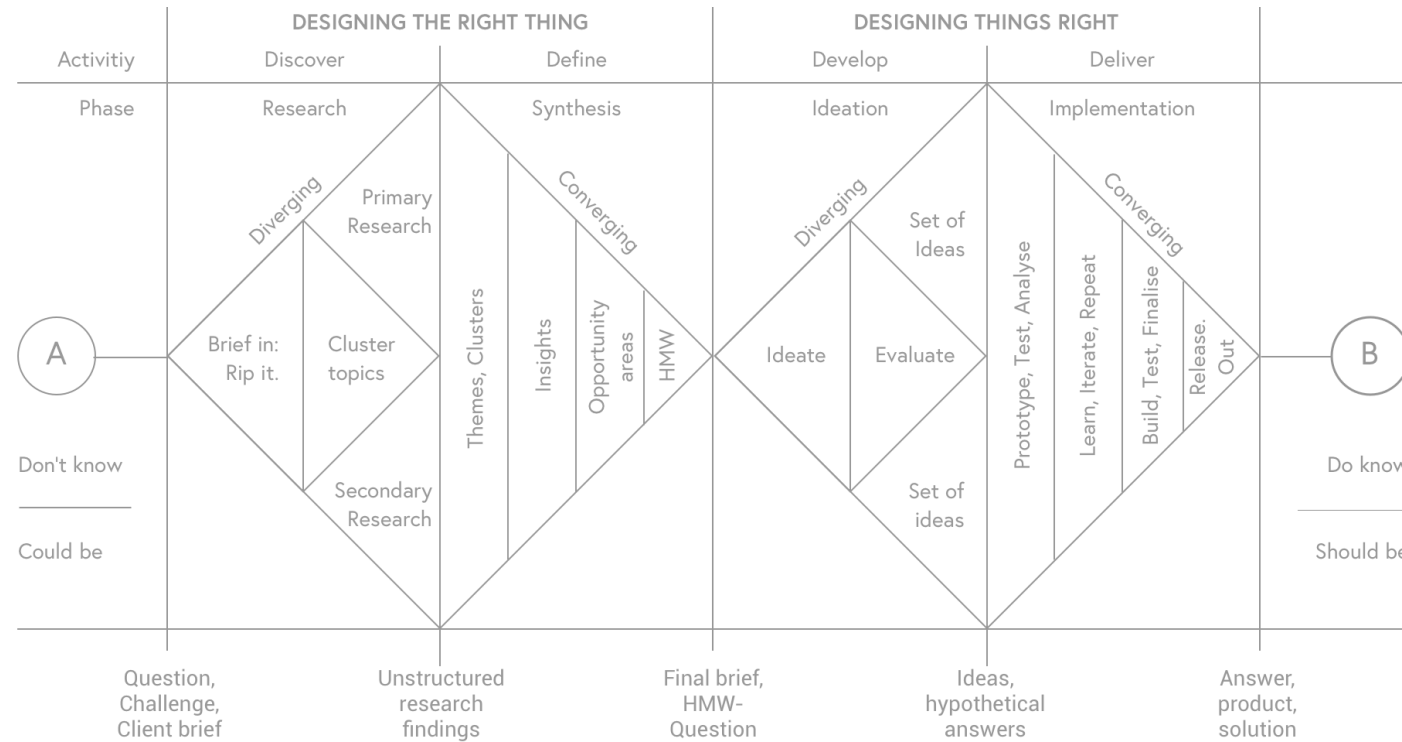 DESIGNING THE RIGHT THING
DESIGNING THINGS RIGHT
Activitiy
Discover
Define
Develop
Deliver
Phase
Research
Synthesis
Ideation
Implementation
Diverging
Primary
Research
Converging
Diverging
Set of
Ideas
Converging
A
Brief in:
Rip it.
Cluster
topics
Themes, Clusters
Insights
Opportunity
areas
HMW
Ideate
Evaluate
Prototype, Test, Analyse
Learn, Iterate, Repeat
Build, Test, Finalise
Release.
Out
B
Don't know
Could be
Secondary
Research
Set of
ideas
Do know
Should be
Question,
Challenge,
Client brief
Unstructured
research
findings
Final brief,
HMW-
Question
Ideas,
hypothetical
answers
Answer,
product,
solution